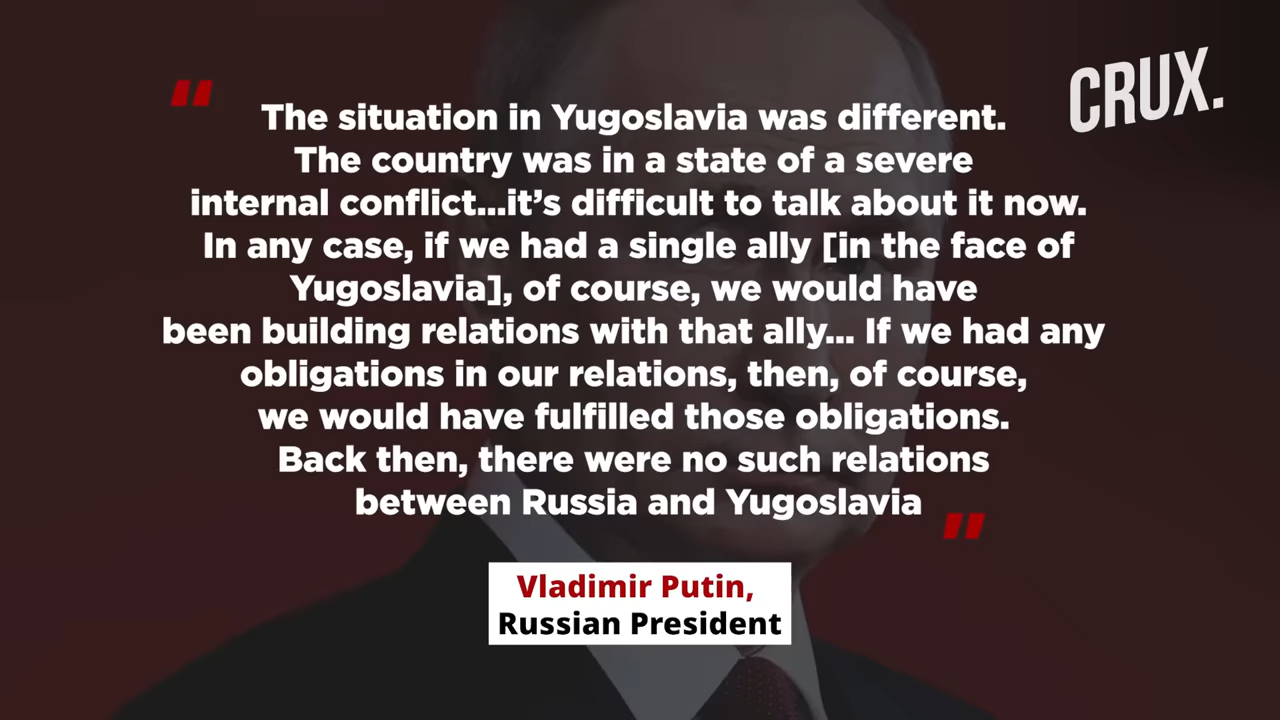 CRUX.
"
The situation in Yugoslavia was different.
The country was in a state of a severe
internal conflict...it's difficult to talk about it now.
In any case, if we had a single ally [in the face of
Yugoslavia], of course, we would have
been building relations with that ally... If we had any
obligations in our relations, then, of course,
we would have fulfilled those obligations.
Back then, there were no such relations
between Russia and Yugoslavia
"
Vladimir Putin,
Russian President